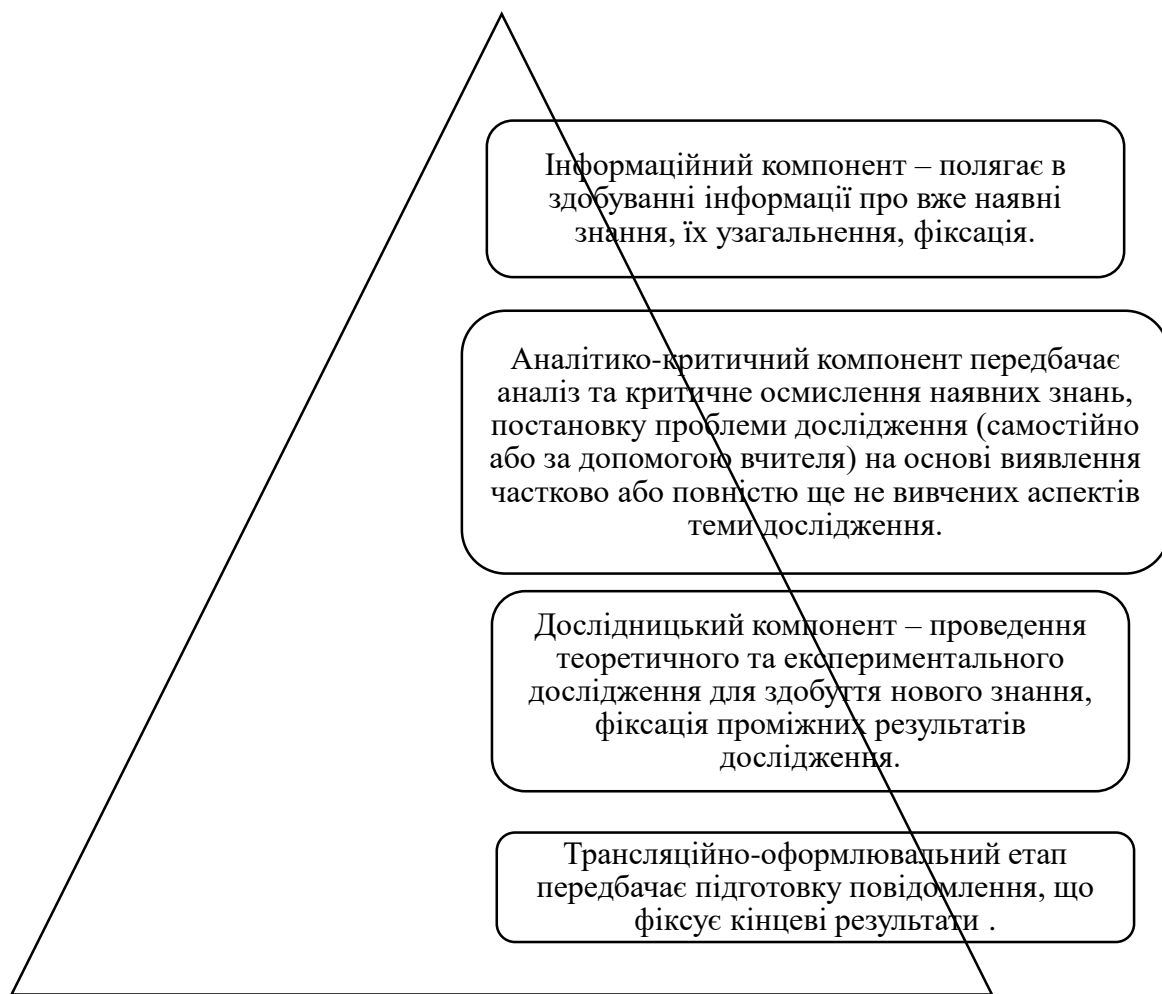 Інформаційний компонент – полягає в
здобуванні інформації про вже наявні
знання, їх узагальнення, фіксація.
Аналітико-критичний компонент передбачає
аналіз та критичне осмислення наявних знань,
постановку проблеми дослідження (самостійно
або за допомогою вчителя) на основі виявлення
частково або повністю ще не вивчених аспектів
теми дослідження.
Дослідницький компонент – проведення
теоретичного та експериментального
дослідження для здобуття нового знання,
фіксація проміжних результатів
дослідження.
Трансляційно-оформлювальний етап
передбачає підготовку повідомлення, що
фіксує кінцеві результати .